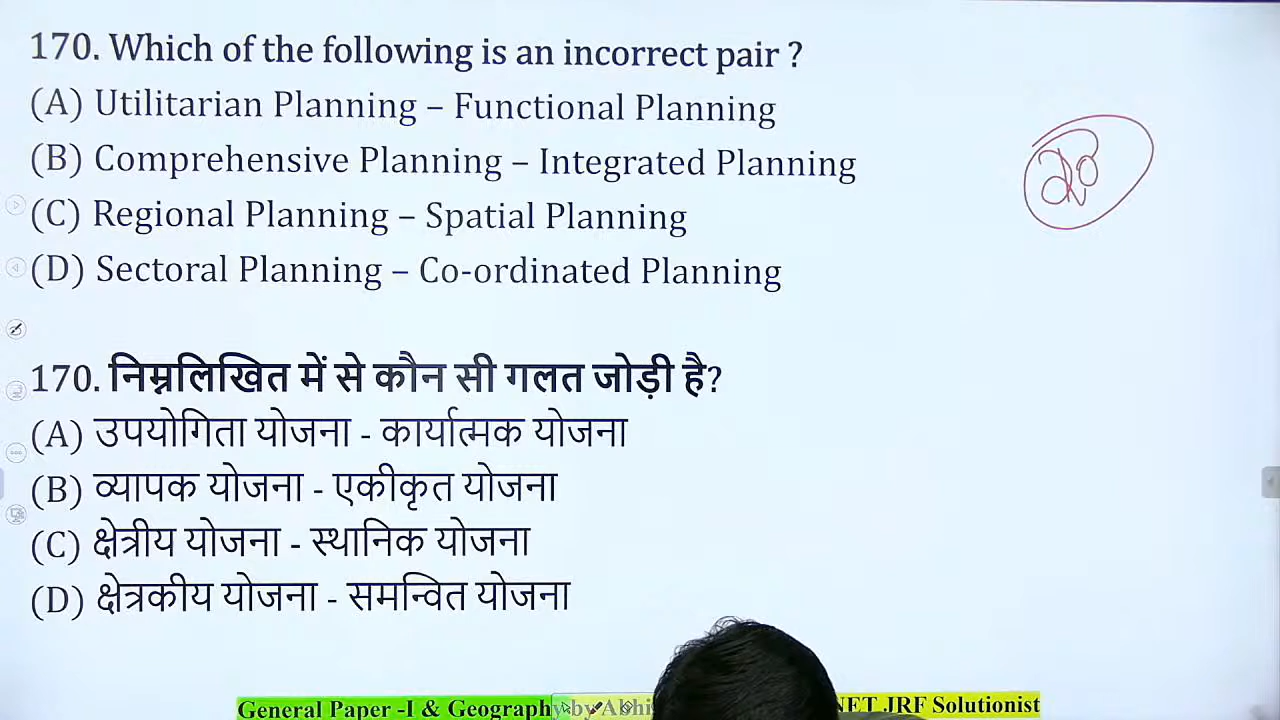 170. Which of the following is an incorrect pair ?
(A) Utilitarian Planning – Functional Planning
(B) Comprehensive Planning – Integrated Planning
(C) Regional Planning – Spatial Planning
(D) Sectoral Planning – Co-ordinated Planning
170. निम्नलिखित में से कौन सी गलत जोड़ी है?
(A) उपयोगिता योजना - कार्यात्मक योजना
(B) व्यापक योजना - एकीकृत योजना
(C) क्षेत्रीय योजना - स्थानिक योजना
(D) क्षेत्रकीय योजना - समन्वित योजना
General Paper -I & Geography by JRF Solutionist